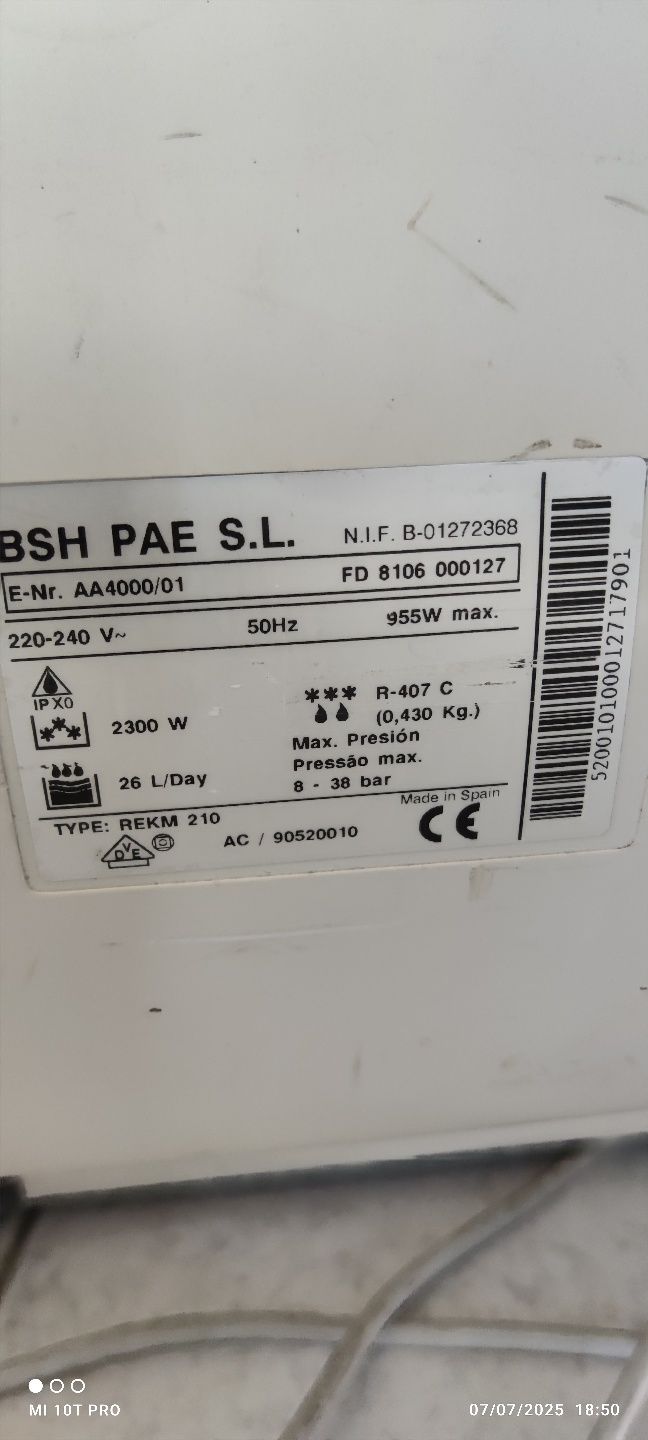 BSH PAE S.L. N.I.F. B-01272368
E-Nr. AA4000/01 FD 8106 000127
220-240 V~ 50Hz 955W max.
IPX0
2300 W
*** R-407 C
(0,430 Kg.)
26 L/Day
Max. Presión
Pressão max.
8 - 38 bar
TYPE: REKM 210
Made in Spain
DVE
AC / 90520010
CE
520010100012717901
MI 10T PRO
07/07/2025 18:50